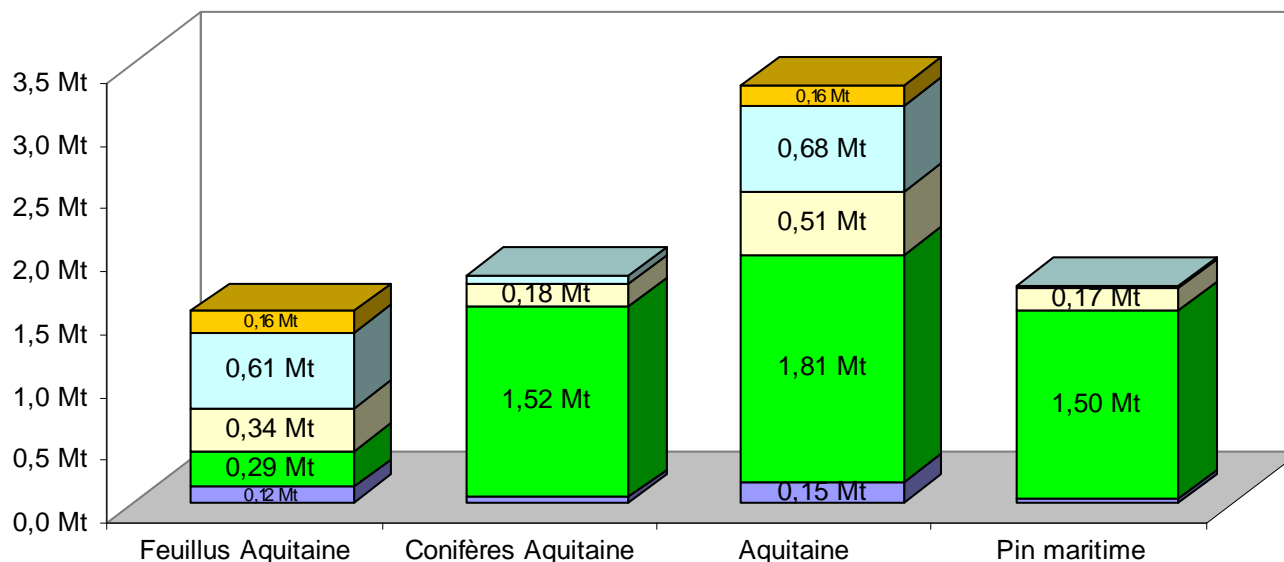 3,5 Mt
3,0 Mt
2,5 Mt
2,0 Mt
1,5 Mt
1,0 Mt
0,5 Mt
0,0 Mt
0,16 Mt
0,61 Mt
0,34 Mt
0,29 Mt
0,12 Mt
0,18 Mt
1,52 Mt
0,16 Mt
0,68 Mt
0,51 Mt
1,81 Mt
0,15 Mt
0,17 Mt
1,50 Mt
Feuillus Aquitaine Conifères Aquitaine Aquitaine Pin maritime